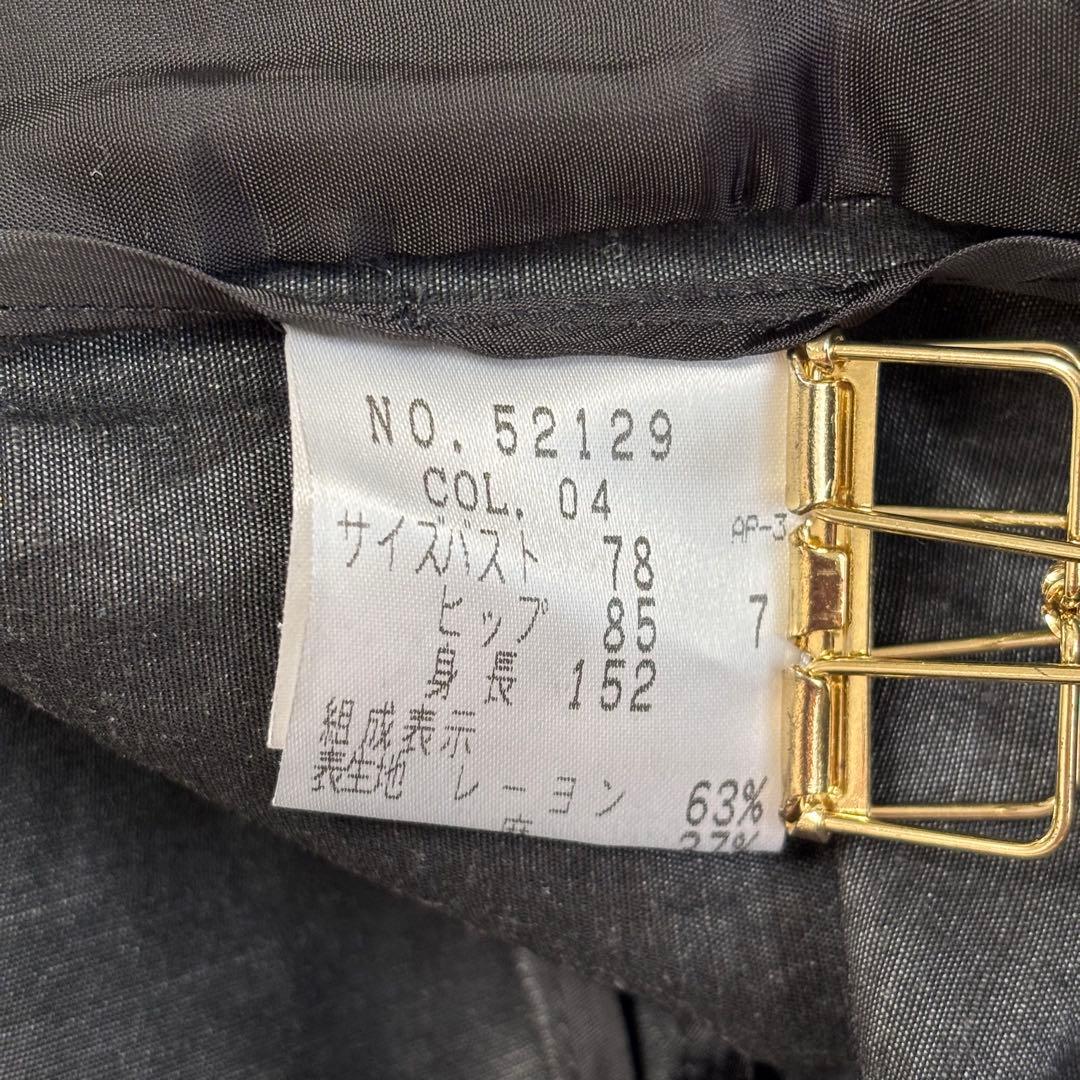 NO. 52129
COL. 04
AP-3
サイズバスト 78
ヒップ 85 7
身長 152
組成表示
表生地 レーヨン 63%